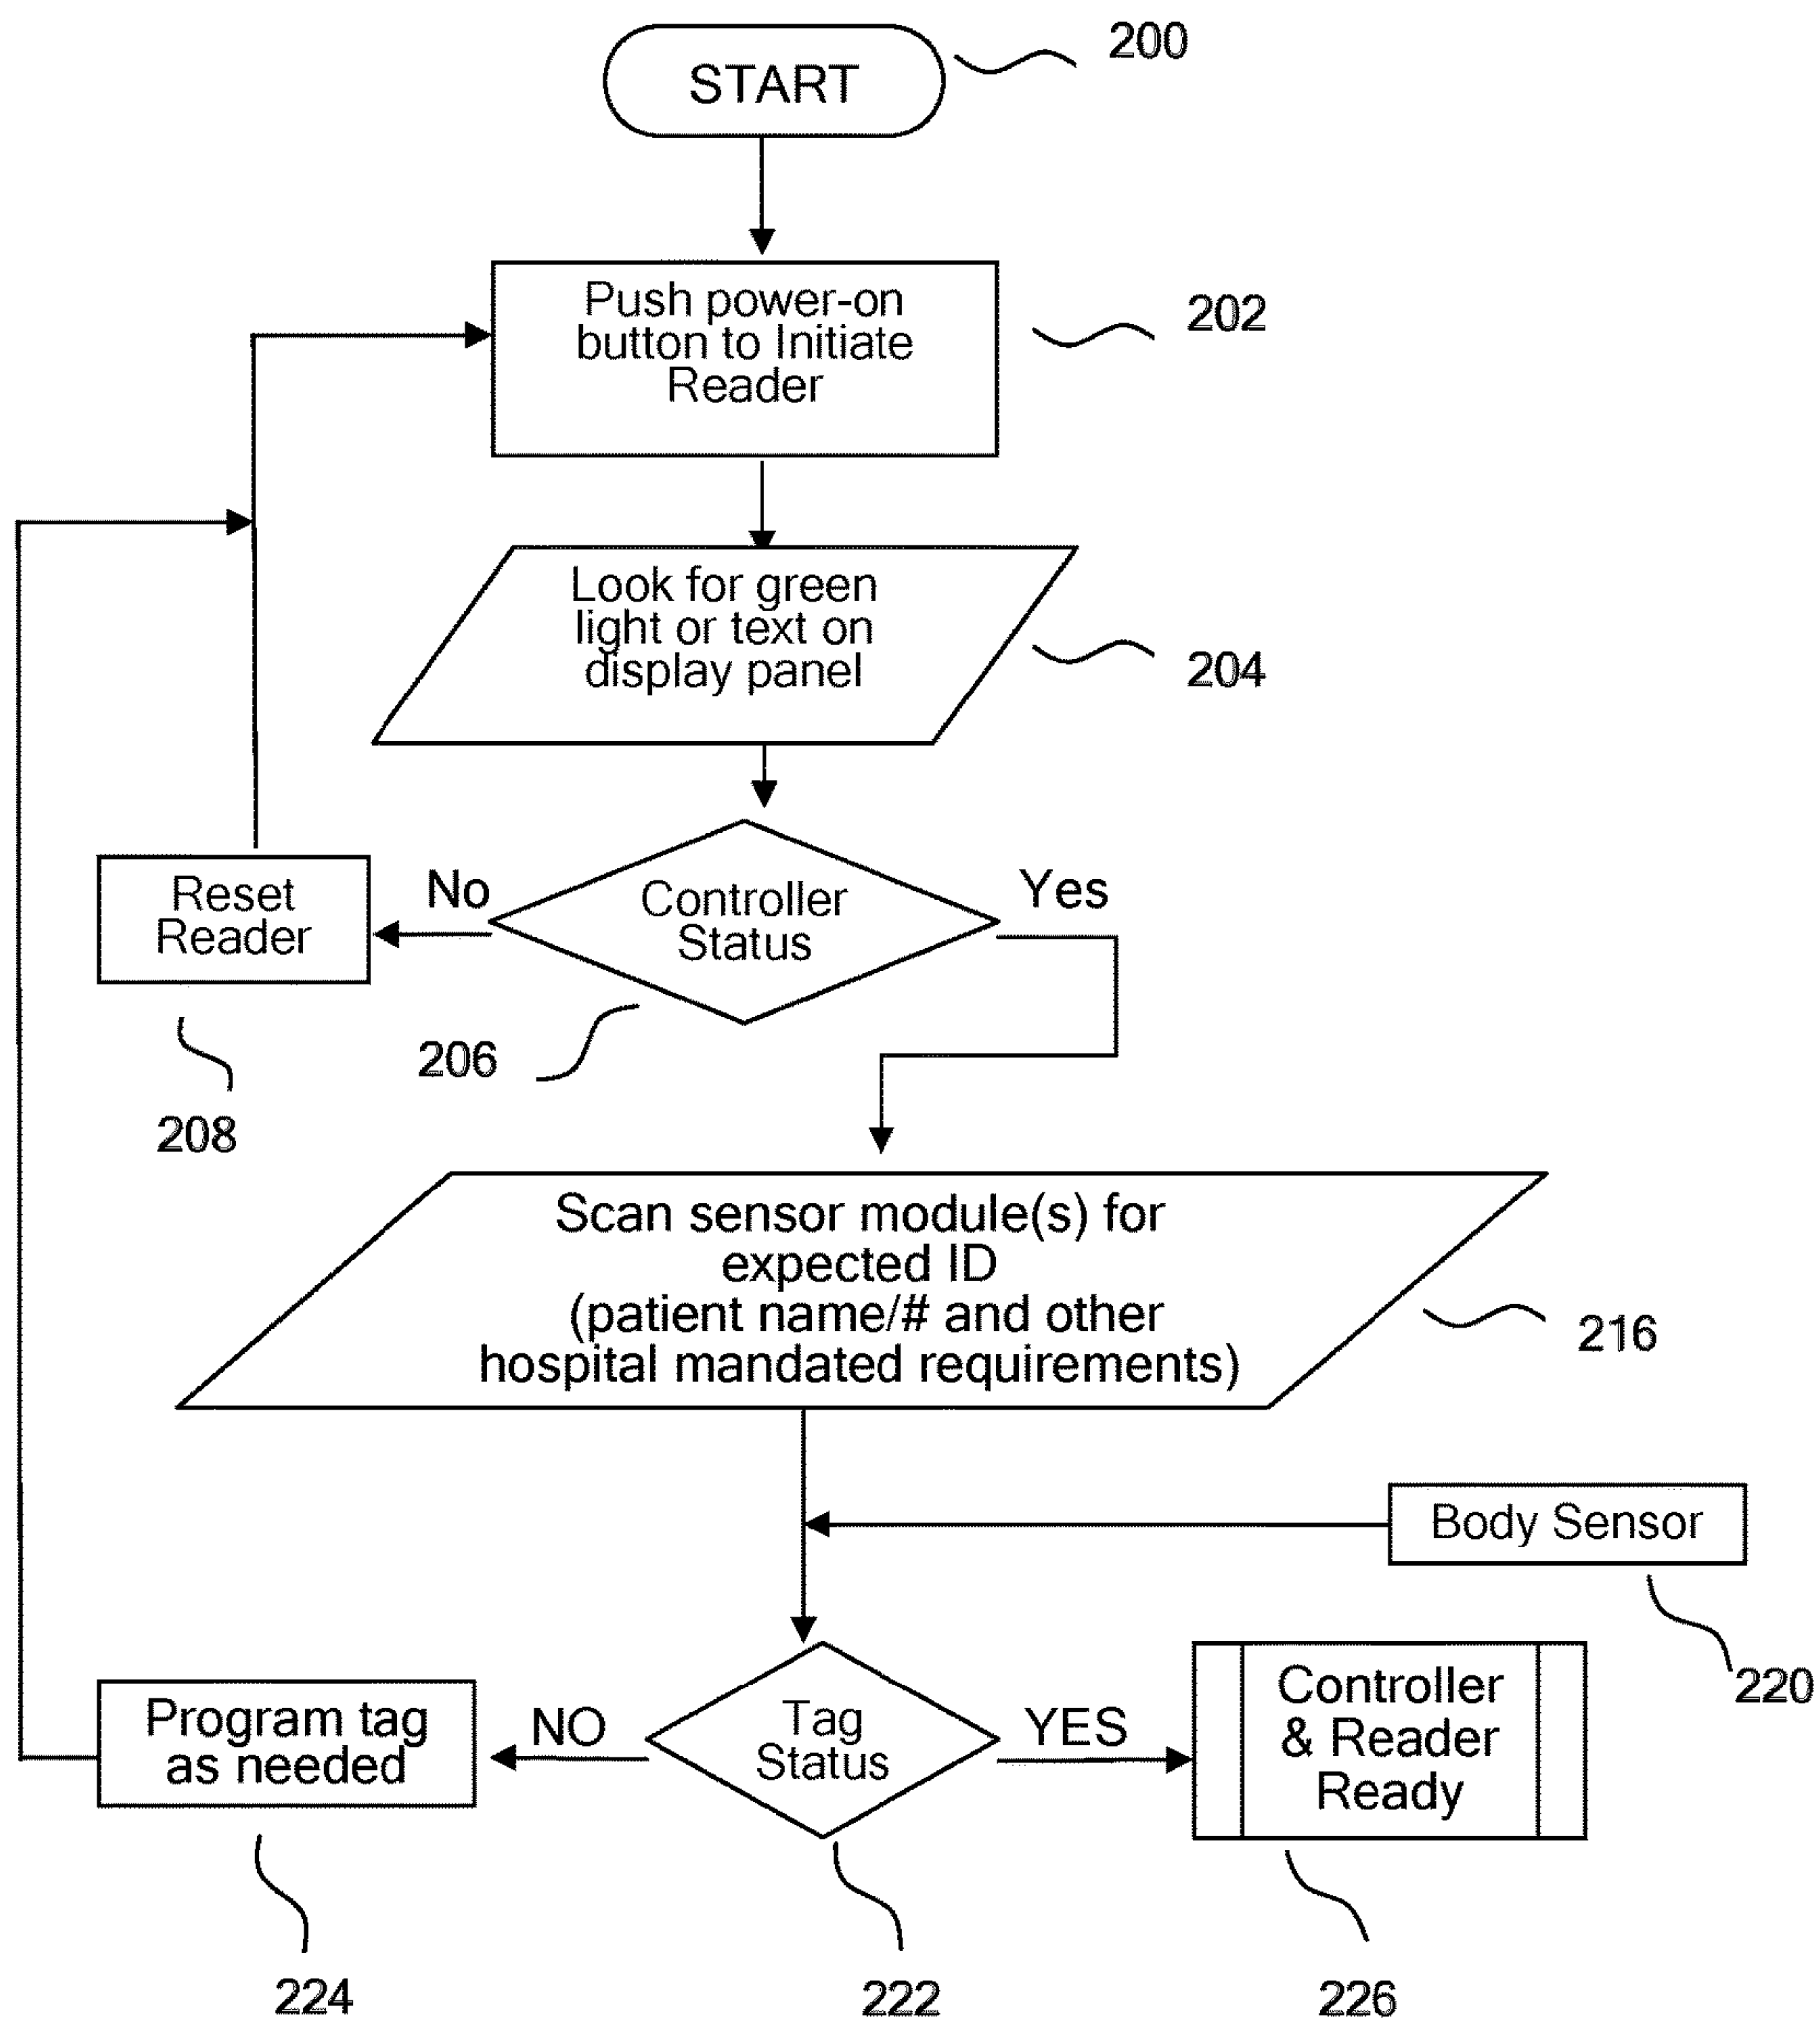 START
200
Push power-on
button to Initiate
Reader
202
Look for green
light or text on
display panel
204
Reset
Reader
No
Controller
Status
Yes
206
208
Scan sensor module(s) for
expected ID
(patient name/# and other
hospital mandated requirements)
216
Body Sensor
220
Program tag
as needed
NO
Tag
Status
YES
Controller
& Reader
Ready
224
222
226